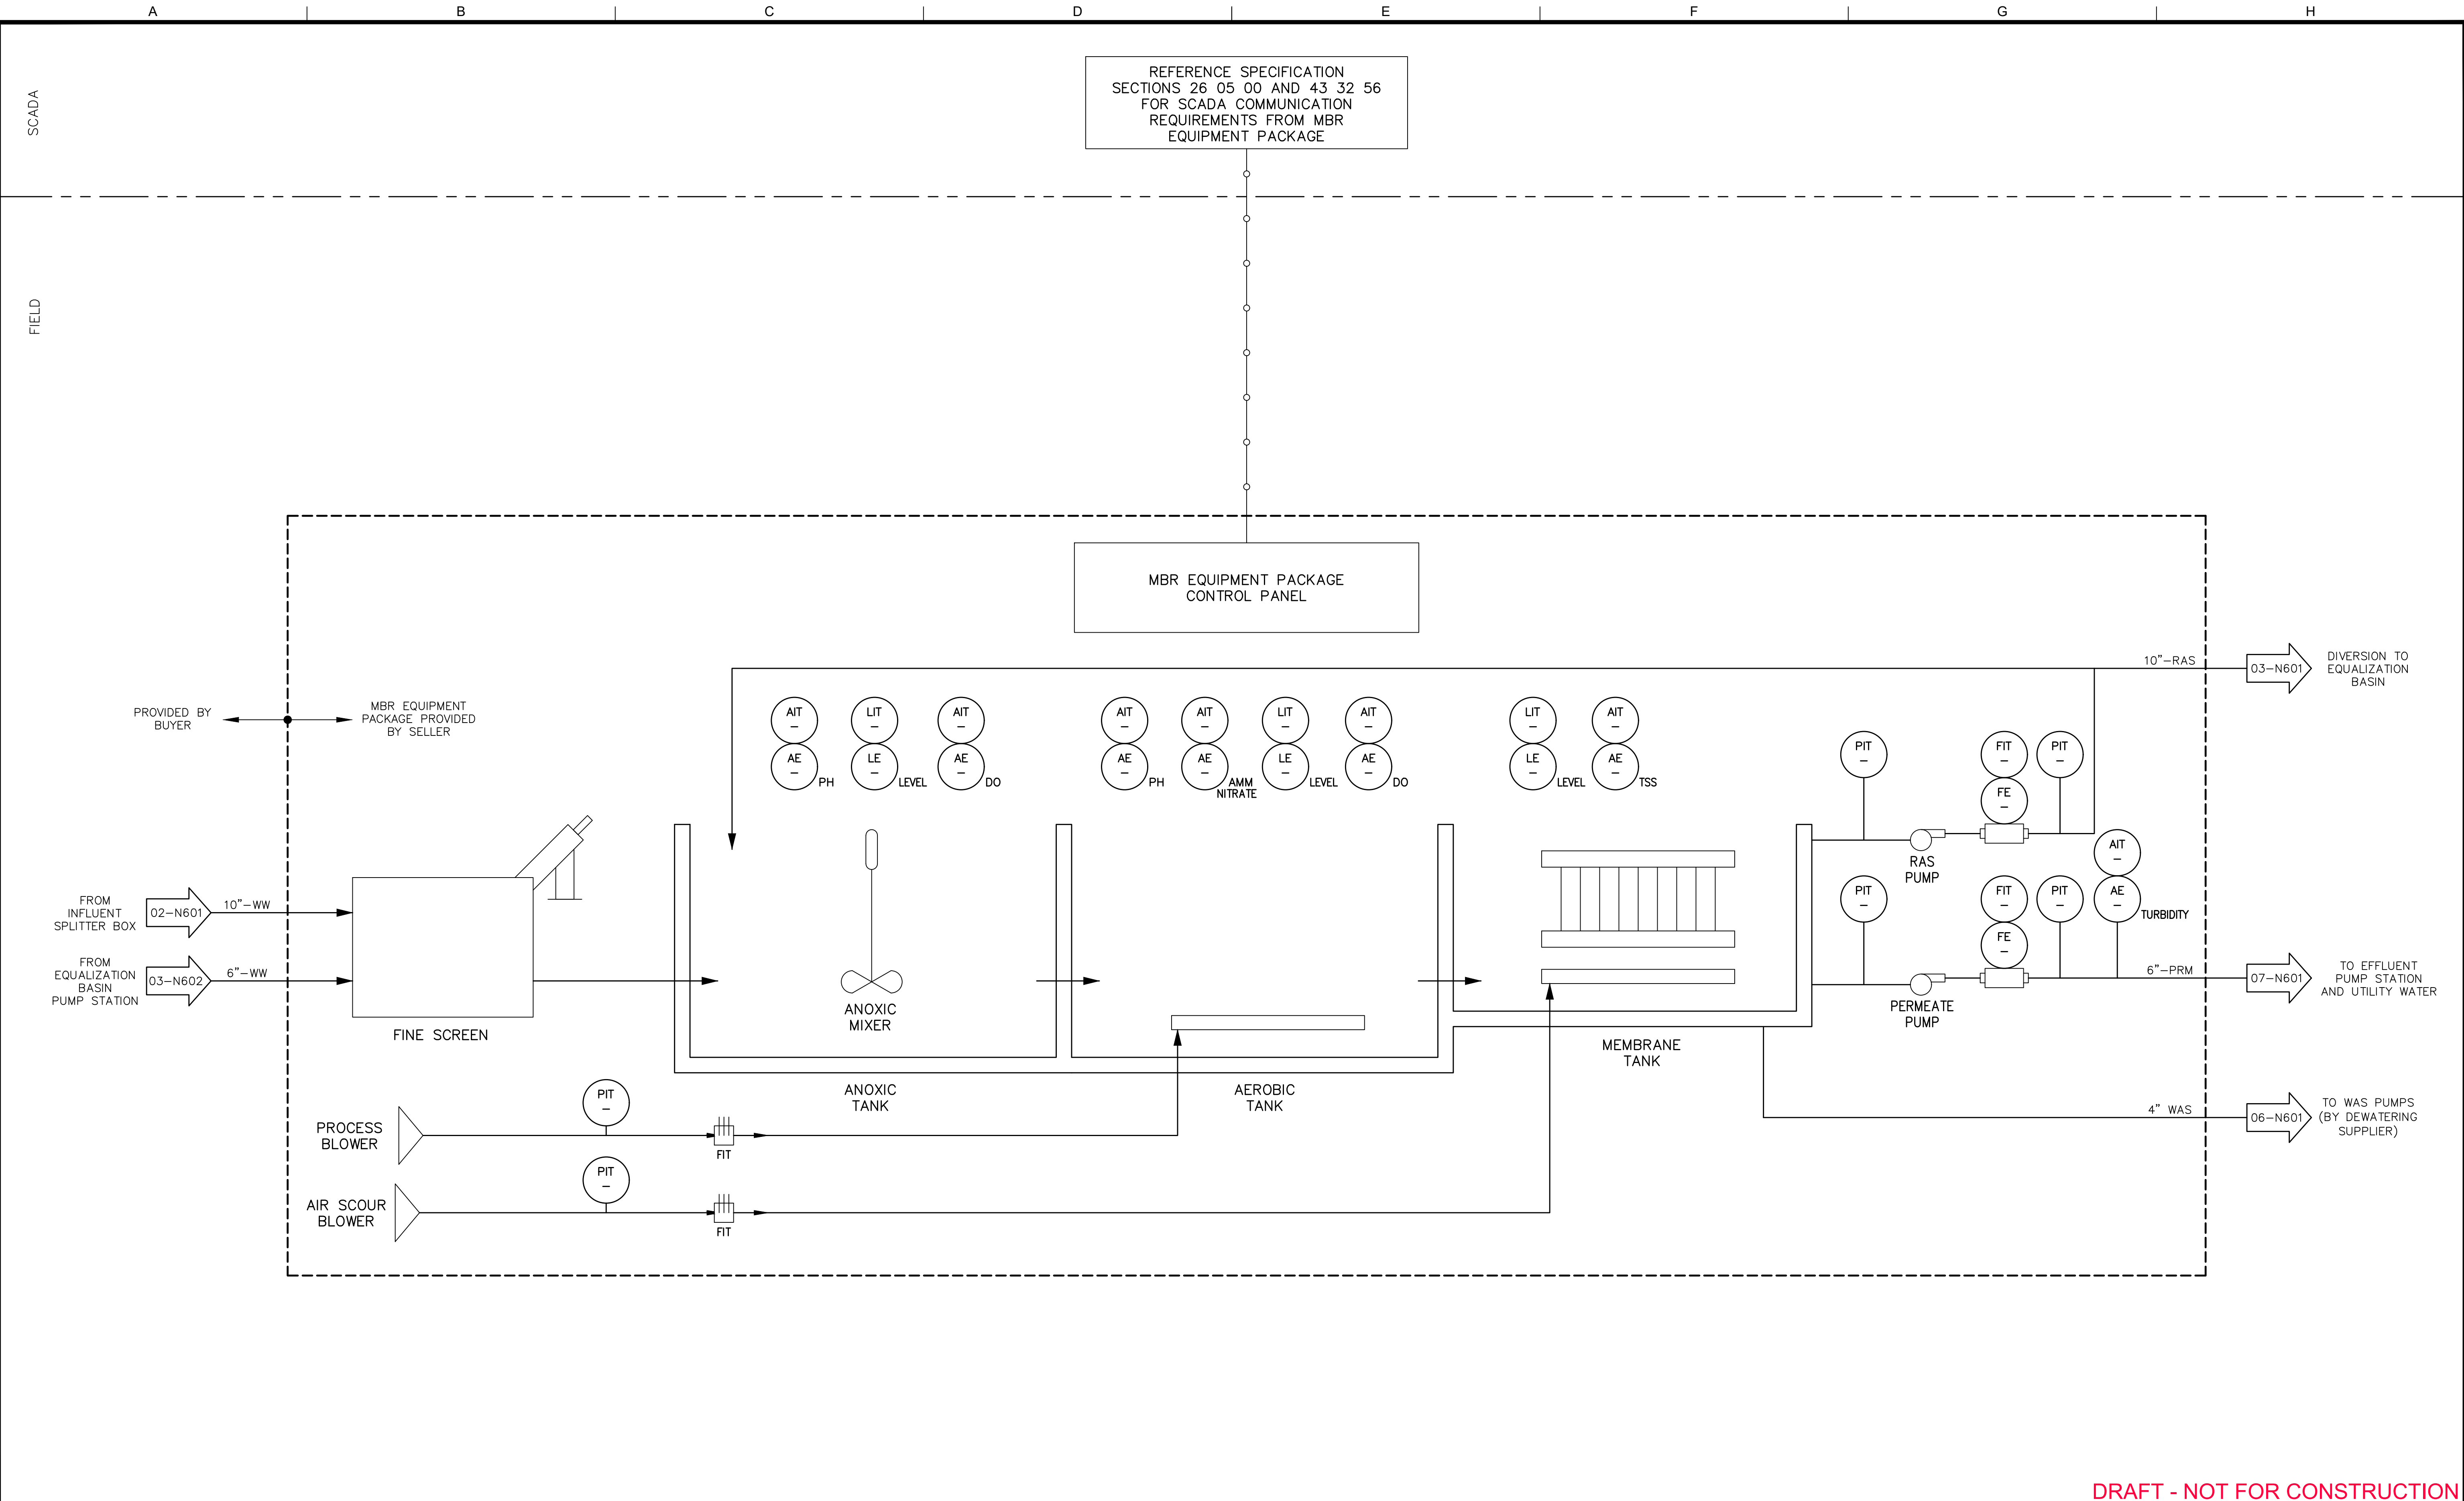 A
B
C
D
E
F
G
H
SCADA
REFERENCE SPECIFICATION
SECTIONS 26 05 00 AND 43 32 56
FOR SCADA COMMUNICATION
REQUIREMENTS FROM MBR
EQUIPMENT PACKAGE
FIELD
MBR EQUIPMENT PACKAGE
CONTROL PANEL
PROVIDED BY
BUYER
MBR EQUIPMENT
PACKAGE PROVIDED
BY SELLER
10"-RAS
03-N601
DIVERSION TO
EQUALIZATION
BASIN
AIT
-
AE
-
PH
LIT
-
LE
-
LEVEL
AIT
-
AE
-
DO
AIT
-
AE
-
PH
AIT
-
AE
-
AMM
NITRATE
LIT
-
LE
-
LEVEL
AIT
-
AE
-
DO
LIT
-
LE
-
LEVEL
AIT
-
AE
-
TSS
PIT
-
FIT
-
FE
-
PIT
-
RAS
PUMP
AIT
-
AE
-
TURBIDITY
PIT
-
FIT
-
FE
-
PIT
-
PERMEATE
PUMP
6"-PRM
07-N601
TO EFFLUENT
PUMP STATION
AND UTILITY WATER
FROM
INFLUENT
SPLITTER BOX
02-N601
10"-WW
FROM
EQUALIZATION
BASIN
PUMP STATION
03-N602
6"-WW
FINE SCREEN
ANOXIC
MIXER
ANOXIC
TANK
AEROBIC
TANK
MEMBRANE
TANK
4" WAS
06-N601
TO WAS PUMPS
(BY DEWATERING
SUPPLIER)
PROCESS
BLOWER
PIT
-
FIT
AIR SCOUR
BLOWER
PIT
-
FIT
DRAFT - NOT FOR CONSTRUCTION